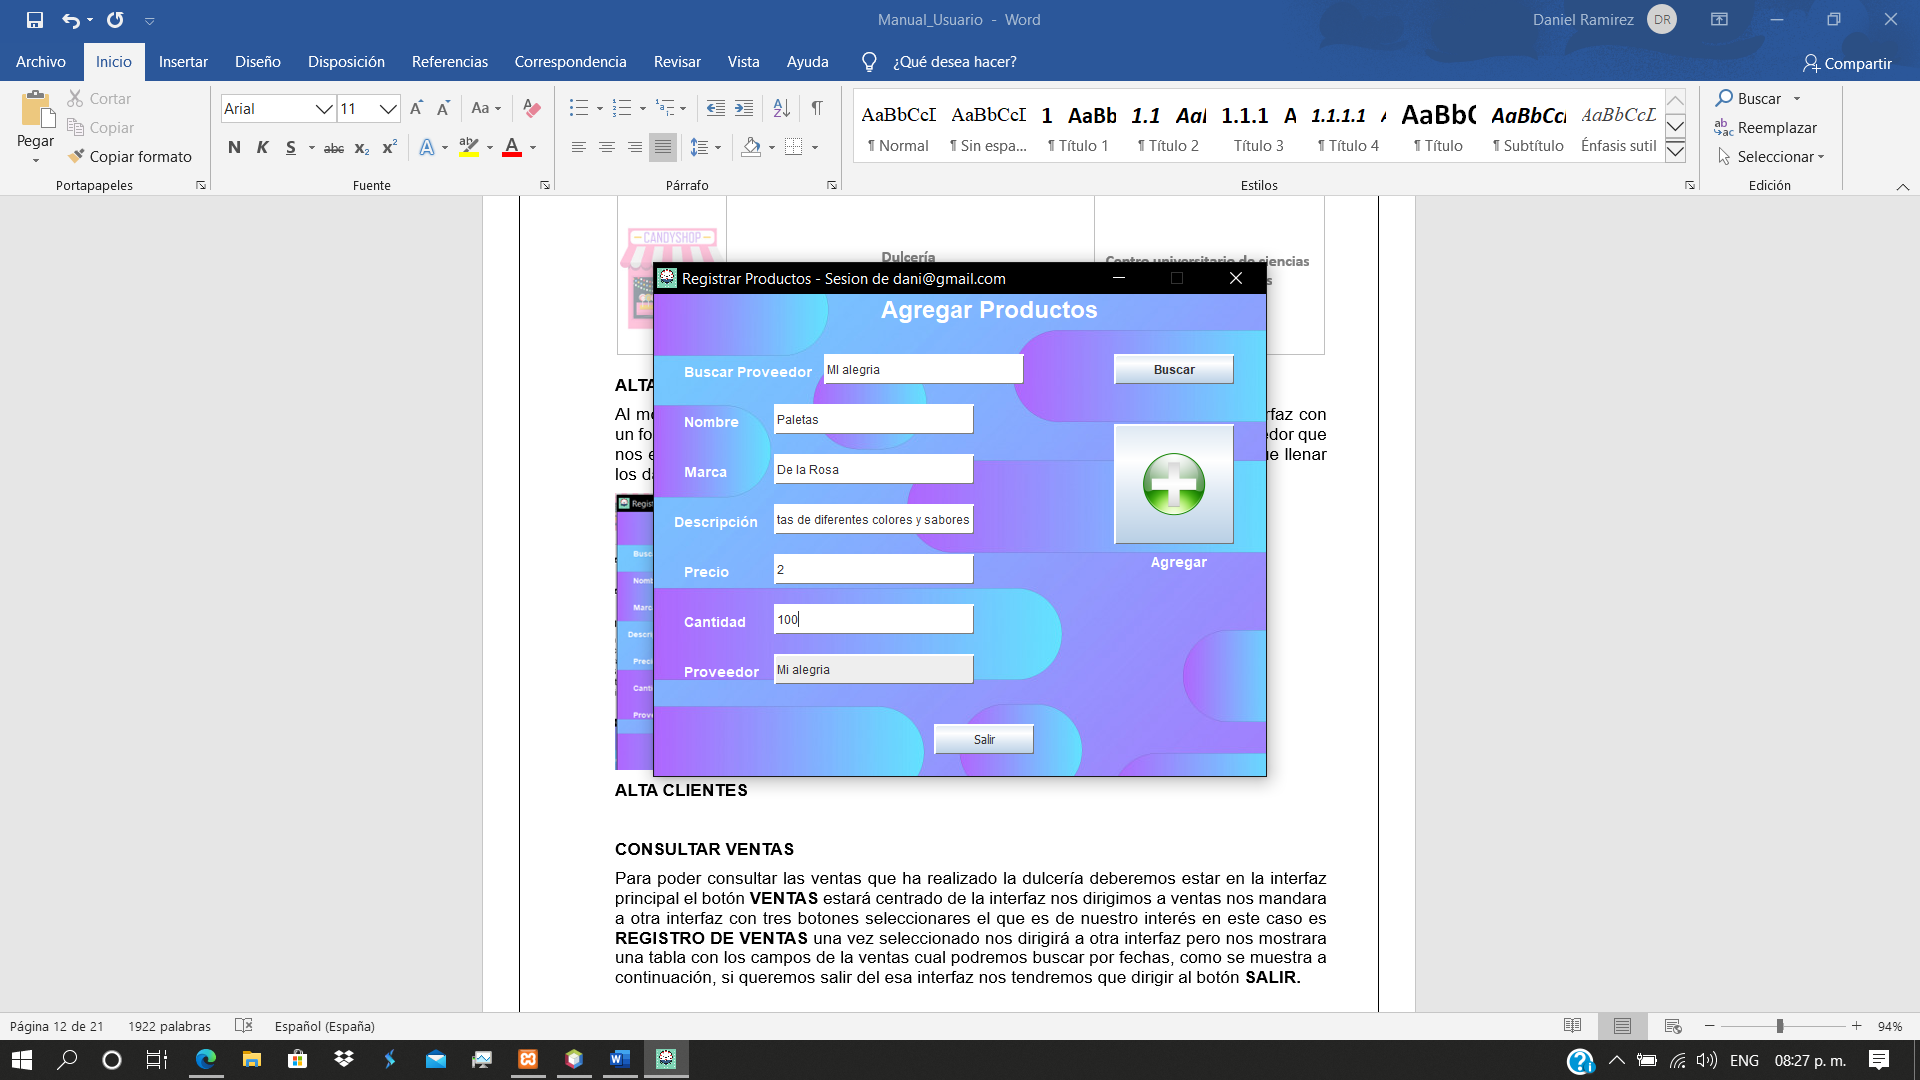 Manual_Usuario - Word
Daniel Ramirez
DR
Archivo
Inicio
Insertar
Diseño
Disposición
Referencias
Correspondencia
Revisar
Vista
Ayuda
¿Qué desea hacer?
Compartir
Pegar
Cortar
Copiar
Copiar formato
Portapapeles
Arial
11
Aa
N K S abc x₂ x²
A
A
Fuente
Párrafo
AaBbCcI
¶ Normal
AaBbCcI
¶ Sin espa...
1 AaBb
¶ Título 1
1.1 Aa
¶ Título 2
1.1.1 A
Título 3
1.1.1.1
¶ Título 4
AaBbC
¶ Título
AaBbCc
¶ Subtítulo
AaBbCcL
Énfasis sutil
Estilos
Buscar
Reemplazar
Seleccionar
Edición
CANDYSHOP
Dulcería
Centro universitario de ciencias
ALTA
Al me
rfaz con
un fo
edor que
nos e
ue llenar
los da
Registrar Productos - Sesion de dani@gmail.com
Agregar Productos
Buscar Proveedor
MI alegria
Buscar
Nombre
Paletas
Marca
De la Rosa
Descripción
tas de diferentes colores y sabores
Precio
2
Agregar
Cantidad
100
Proveedor
Mi alegria
Salir
ALTA CLIENTES
CONSULTAR VENTAS
Para poder consultar las ventas que ha realizado la dulcería deberemos estar en la interfaz
principal el botón VENTAS estará centrado de la interfaz nos dirigimos a ventas nos mandara
a otra interfaz con tres botones seleccionares el que es de nuestro interés en este caso es
REGISTRO DE VENTAS una vez seleccionado nos dirigirá a otra interfaz pero nos mostrara
una tabla con los campos de la ventas cual podremos buscar por fechas, como se muestra a
continuación, si queremos salir del esa interfaz nos tendremos que dirigir al botón SALIR.
Página 12 de 21
1922 palabras
Español (España)
94%
ENG
08:27 p. m.